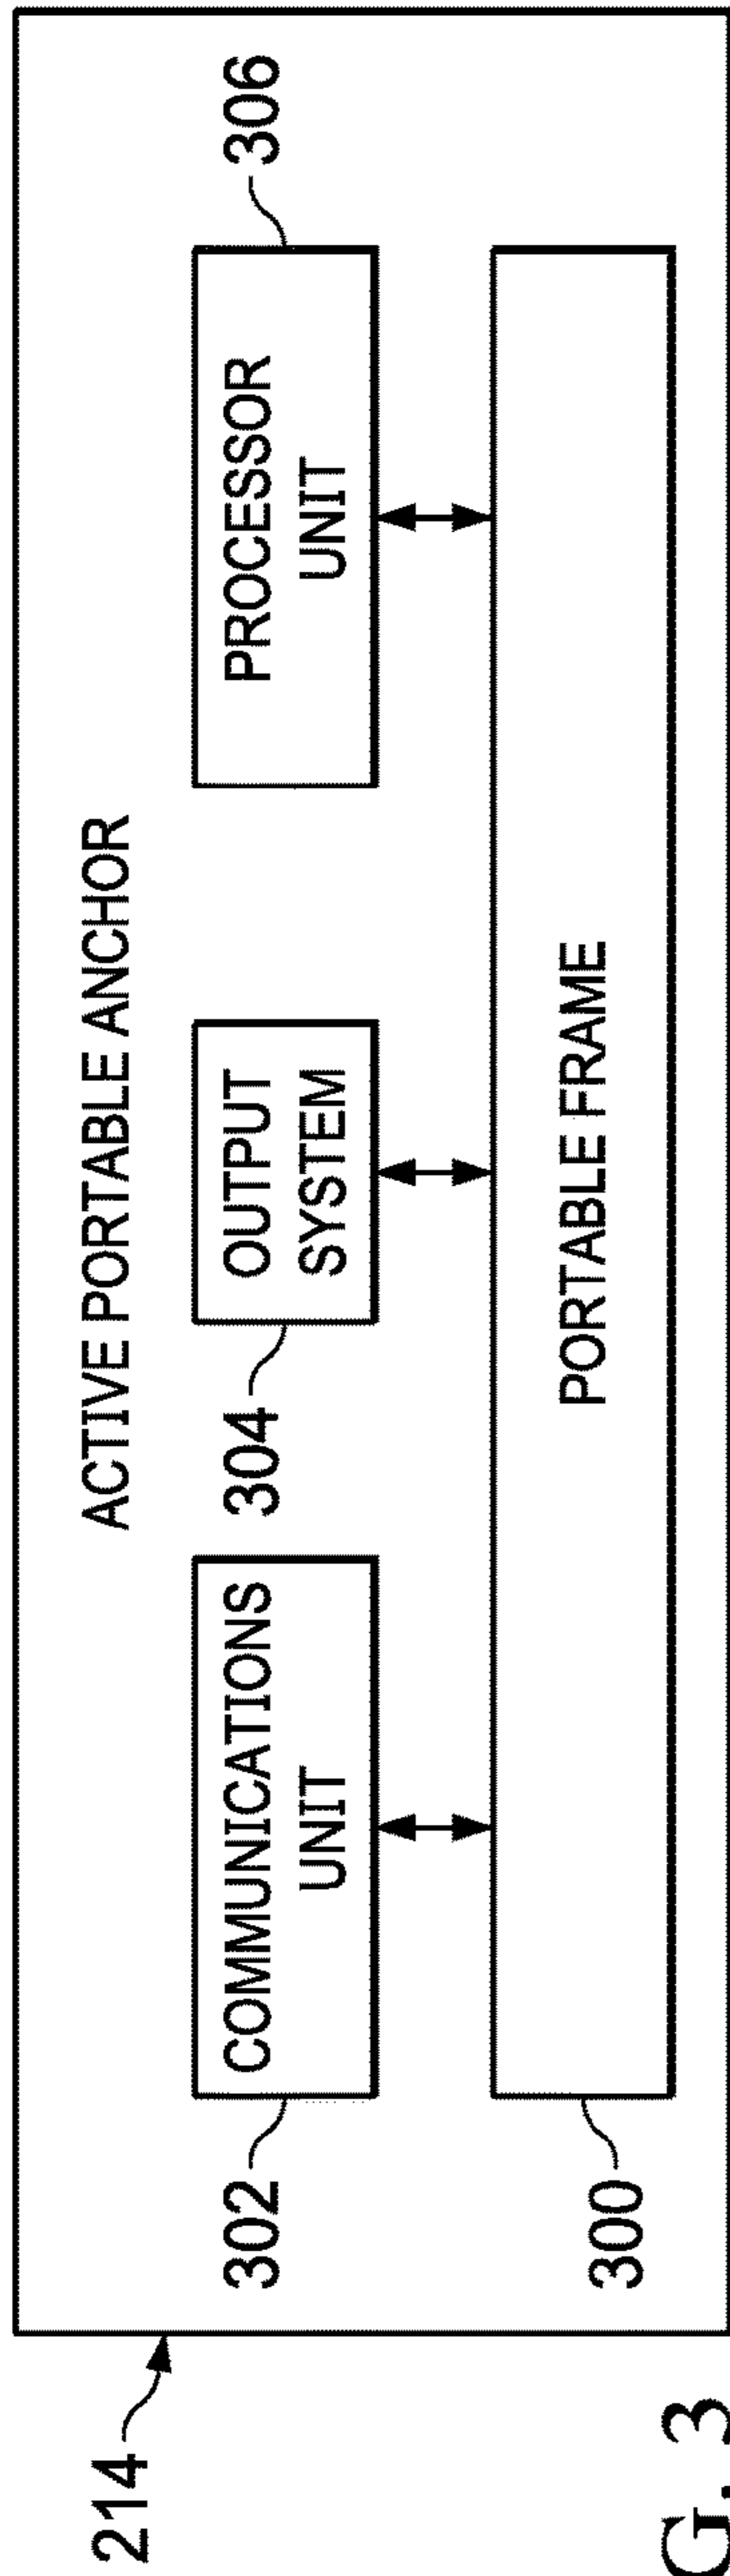 214
ACTIVE PORTABLE ANCHOR
302
COMMUNICATIONS
UNIT
304
OUTPUT
SYSTEM
306
PROCESSOR
UNIT
300
PORTABLE FRAME
G. 3